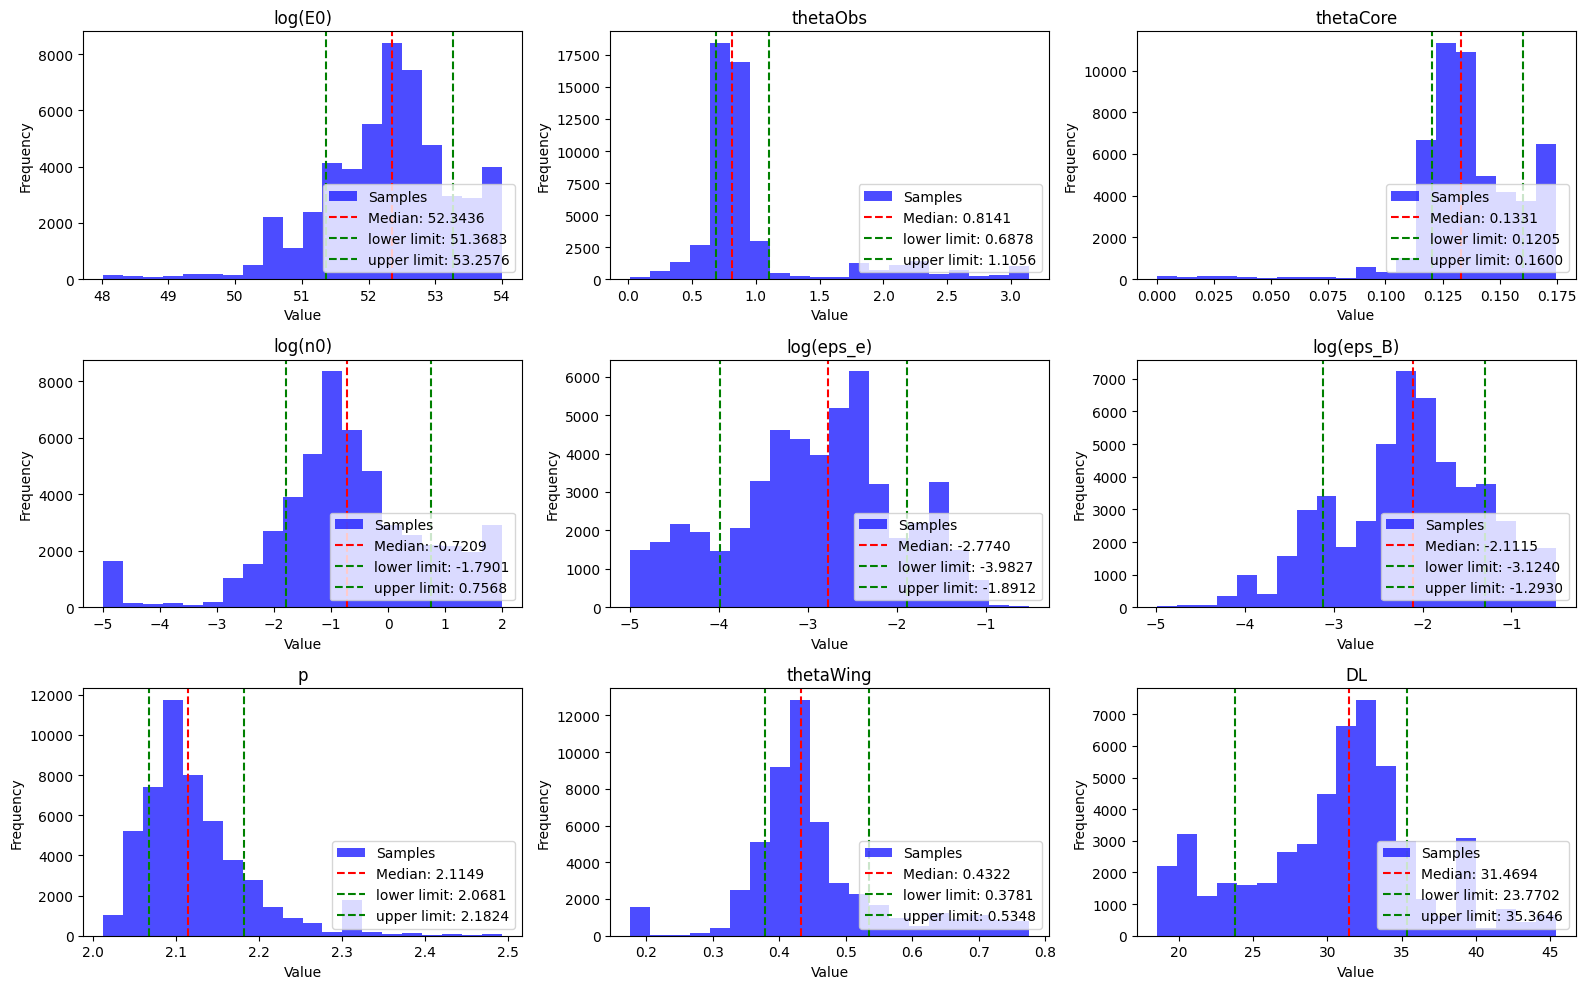 log(E0)
Frequency
8000
6000
4000
2000
0
48 49 50 51 52 53 54
Value
Samples
Median: 52.3436
lower limit: 51.3683
upper limit: 53.2576
thetaObs
Frequency
17500
15000
12500
10000
7500
5000
2500
0
0.0 0.5 1.0 1.5 2.0 2.5 3.0
Value
Samples
Median: 0.8141
lower limit: 0.6878
upper limit: 1.1056
thetaCore
Frequency
10000
8000
6000
4000
2000
0
0.000 0.025 0.050 0.075 0.100 0.125 0.150 0.175
Value
Samples
Median: 0.1331
lower limit: 0.1205
upper limit: 0.1600
log(n0)
Frequency
8000
6000
4000
2000
0
−5 −4 −3 −2 −1 0 1 2
Value
Samples
Median: -0.7209
lower limit: -1.7901
upper limit: 0.7568
log(eps_e)
Frequency
6000
5000
4000
3000
2000
1000
0
−5 −4 −3 −2 −1
Value
Samples
Median: -2.7740
lower limit: -3.9827
upper limit: -1.8912
log(eps_B)
Frequency
7000
6000
5000
4000
3000
2000
1000
0
−5 −4 −3 −2 −1
Value
Samples
Median: -2.1115
lower limit: -3.1240
upper limit: -1.2930
p
Frequency
12000
10000
8000
6000
4000
2000
0
2.0 2.1 2.2 2.3 2.4 2.5
Value
Samples
Median: 2.1149
lower limit: 2.0681
upper limit: 2.1824
thetaWing
Frequency
12000
10000
8000
6000
4000
2000
0
0.2 0.3 0.4 0.5 0.6 0.7 0.8
Value
Samples
Median: 0.4322
lower limit: 0.3781
upper limit: 0.5348
DL
Frequency
7000
6000
5000
4000
3000
2000
1000
0
20 25 30 35 40 45
Value
Samples
Median: 31.4694
lower limit: 23.7702
upper limit: 35.3646